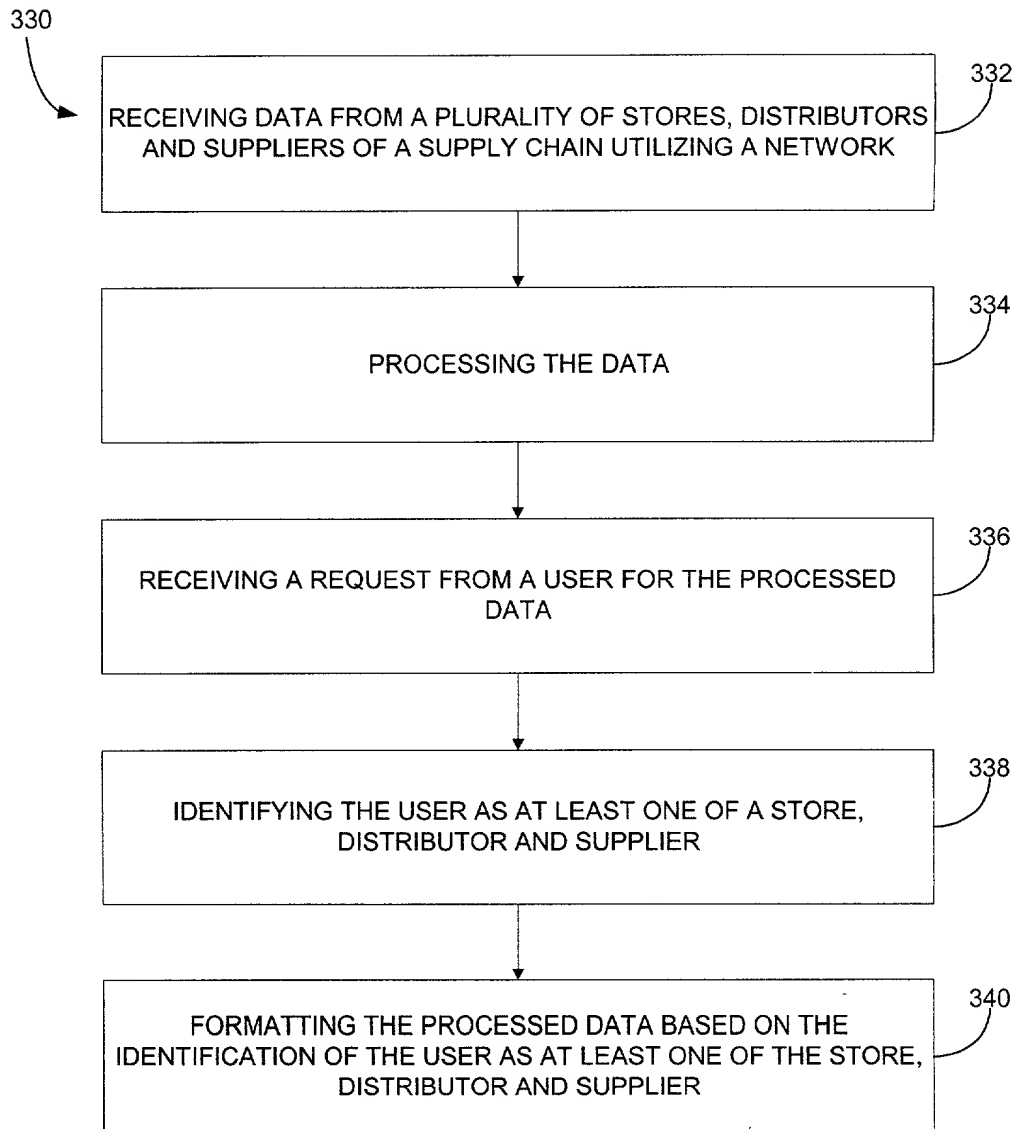 330
332
RECEIVING DATA FROM A PLURALITY OF STORES, DISTRIBUTORS
AND SUPPLIERS OF A SUPPLY CHAIN UTILIZING A NETWORK
334
PROCESSING THE DATA
336
RECEIVING A REQUEST FROM A USER FOR THE PROCESSED
DATA
338
IDENTIFYING THE USER AS AT LEAST ONE OF A STORE,
DISTRIBUTOR AND SUPPLIER
340
FORMATTING THE PROCESSED DATA BASED ON THE
IDENTIFICATION OF THE USER AS AT LEAST ONE OF THE STORE,
DISTRIBUTOR AND SUPPLIER